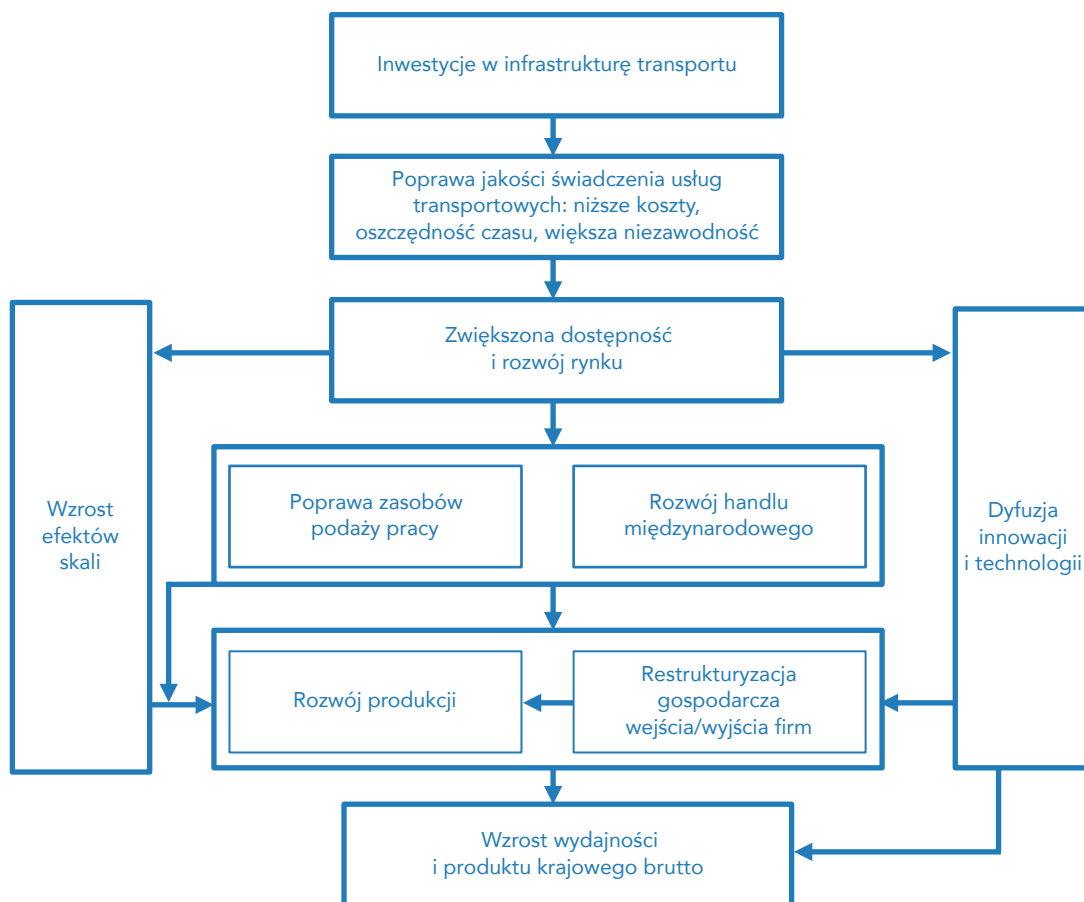 Inwestycje w infrastrukturę transportu
Poprawa jakości świadczenia usług
transportowych: niższe koszty,
oszczędność czasu, większa niezawodność
Zwiększona dostępność
i rozwój rynku
Wzrost
efektów
skali
Poprawa zasobów
podaży pracy
Rozwój handlu
międzynarodowego
Dyfuzja
innowacji
i technologii
Rozwój produkcji
Restrukturyzacja
gospodarcza
wejścia/wyjścia firm
Wzrost wydajności
i produktu krajowego brutto